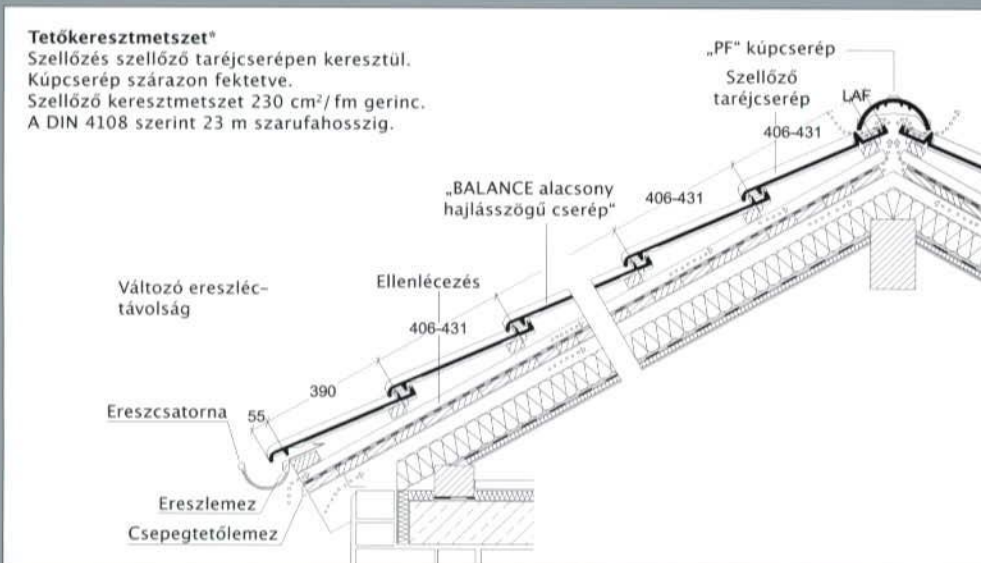 Tetőkeresztmetszet*
Szellőzés szellőző taréjcserépen keresztül.
Kúpcserép szárazon fektetve.
Szellőző keresztmetszet 230 cm²/fm gerinc.
A DIN 4108 szerint 23 m szarufahosszig.
„PF" kúpcserép
Szellőző
taréjcserép
LAF
406-431
406-431
„BALANCE alacsony
hajlásszögű cserép"
Ellenlécezés
Változó ereszléc-
távolság
406-431
390
55
Ereszcsatorna
Ereszlemez
Csepegtetőlemez